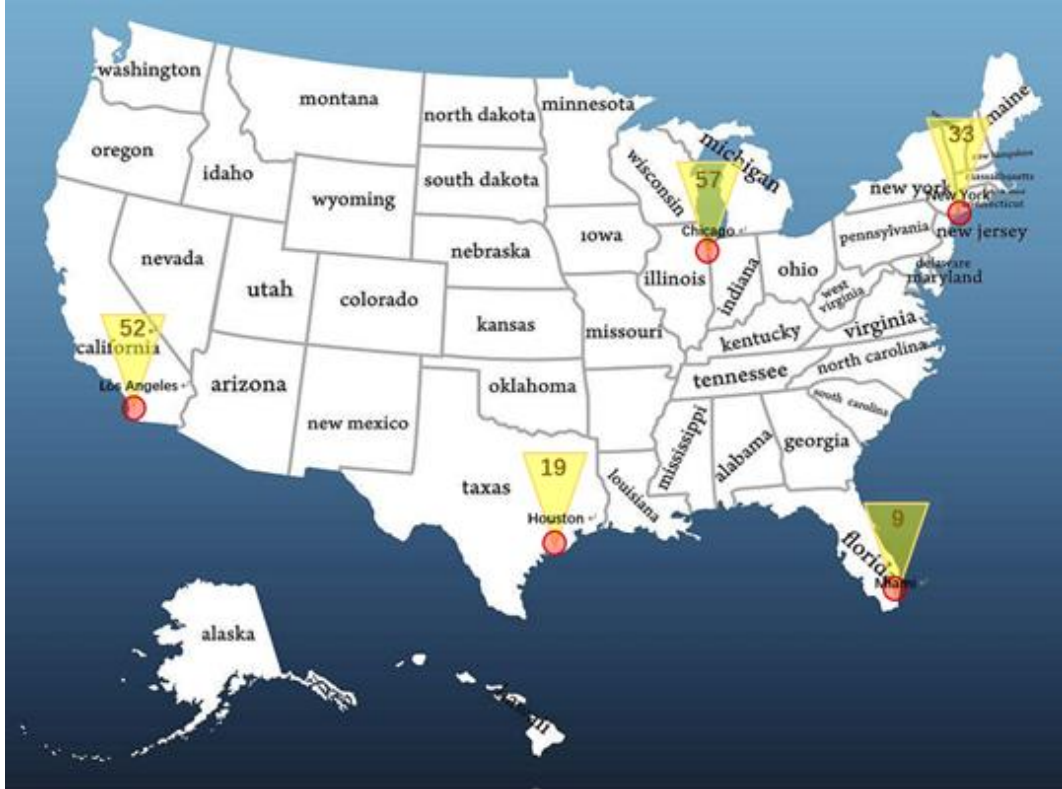 washington
montana
north dakota
minnesota
maine
oregon
idaho
wyoming
south dakota
wisconsin
michigan
57
33
new york
New York
new jersey
nevada
utah
colorado
nebraska
iowa
Chicago
illinois
indiana
ohio
pennsylvania
delaware
maryland
west
virginia
52
california
Los Angeles
kansas
missouri
kentucky
virginia
arizona
new mexico
oklahoma
tennessee
north carolina
south carolina
mississippi
alabama
georgia
taxas
19
Houston
louisiana
9
florida
Miami
alaska